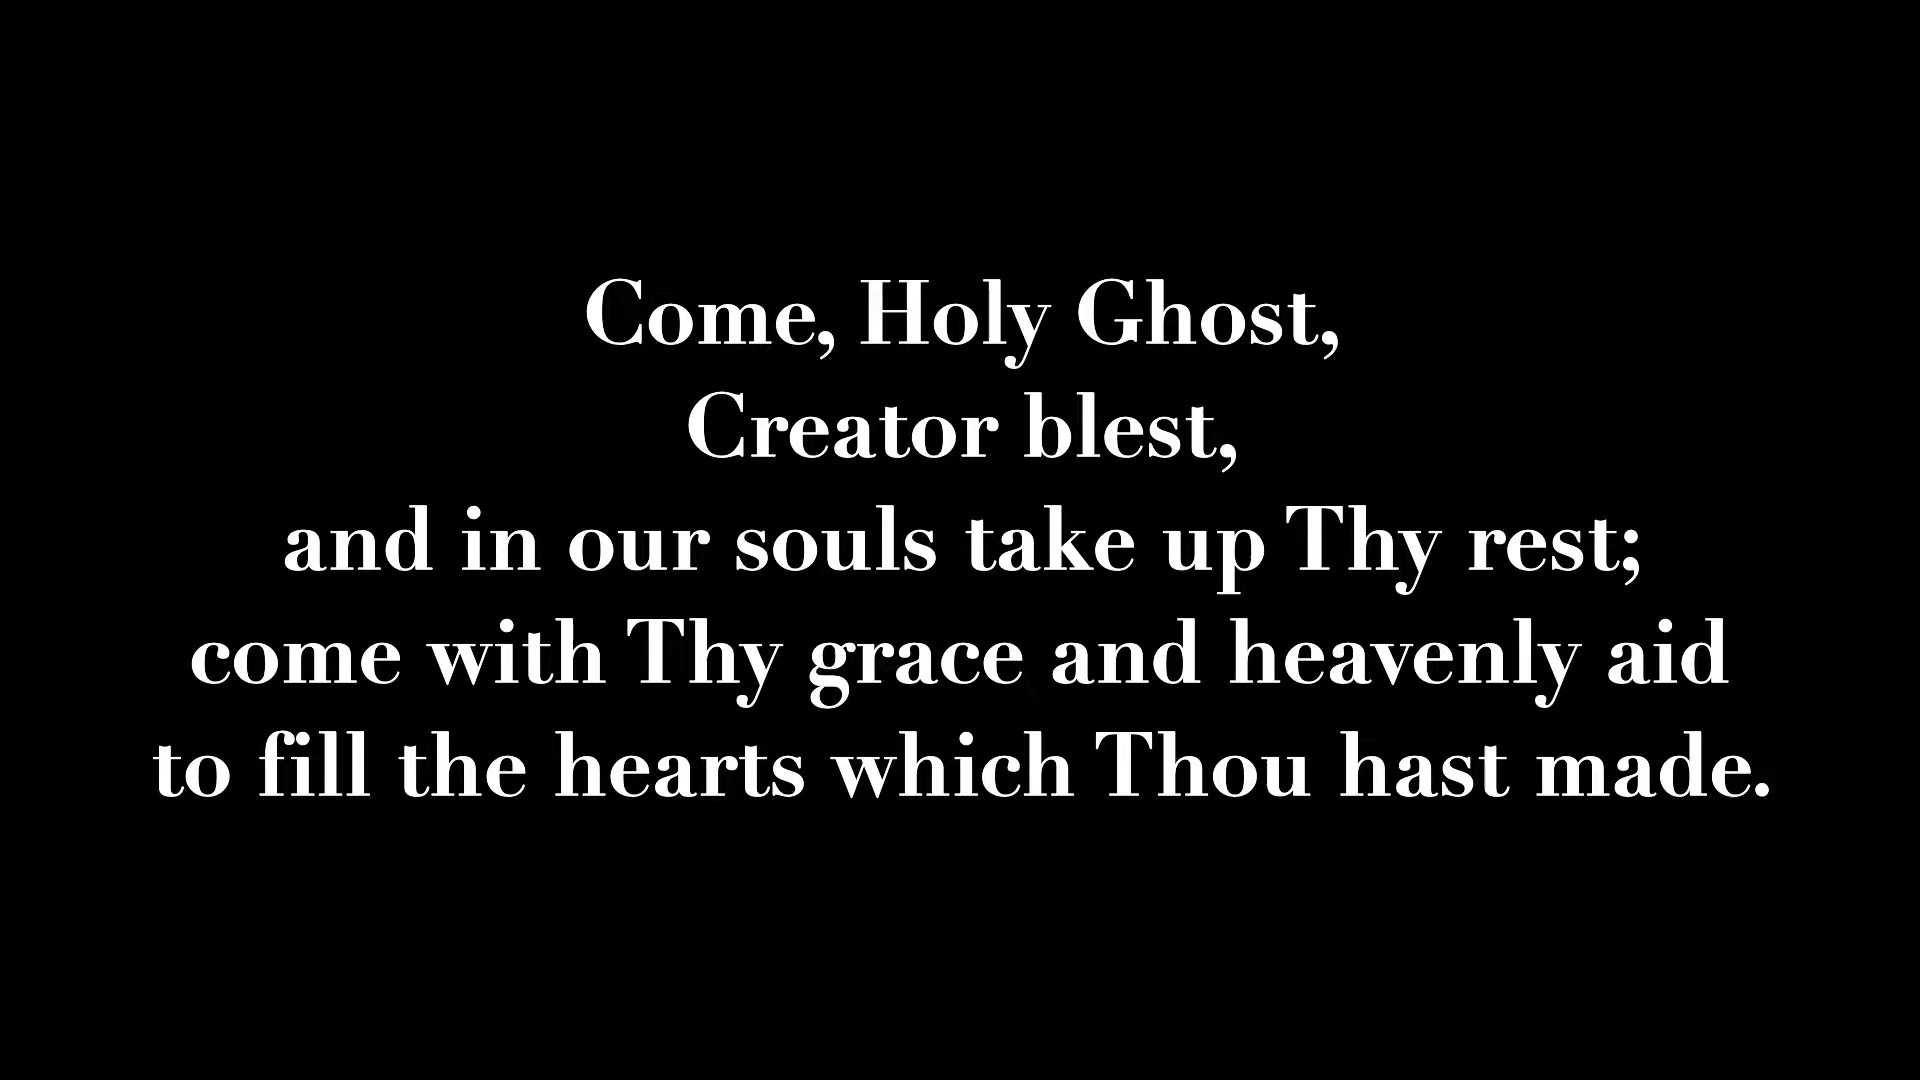 Come, Holy Ghost,
Creator blest,
and in our souls take up Thy rest;
come with Thy grace and heavenly aid
to fill the hearts which Thou hast made.